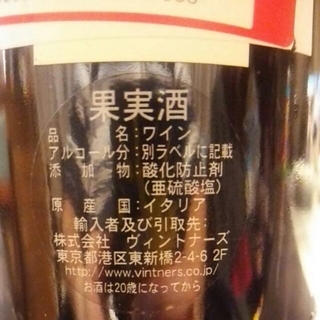 果実酒
品 名：ワイン
アルコール分：別ラベルに記載
添 加 物：酸化防止剤
（亜硫酸塩）
原 産 国：イタリア
輸入者及び引取先：
株式会社 ヴィントナーズ
東京都港区東新橋2-4-6 2F
http://www.vintners.co.jp/
お酒は20歳になってから